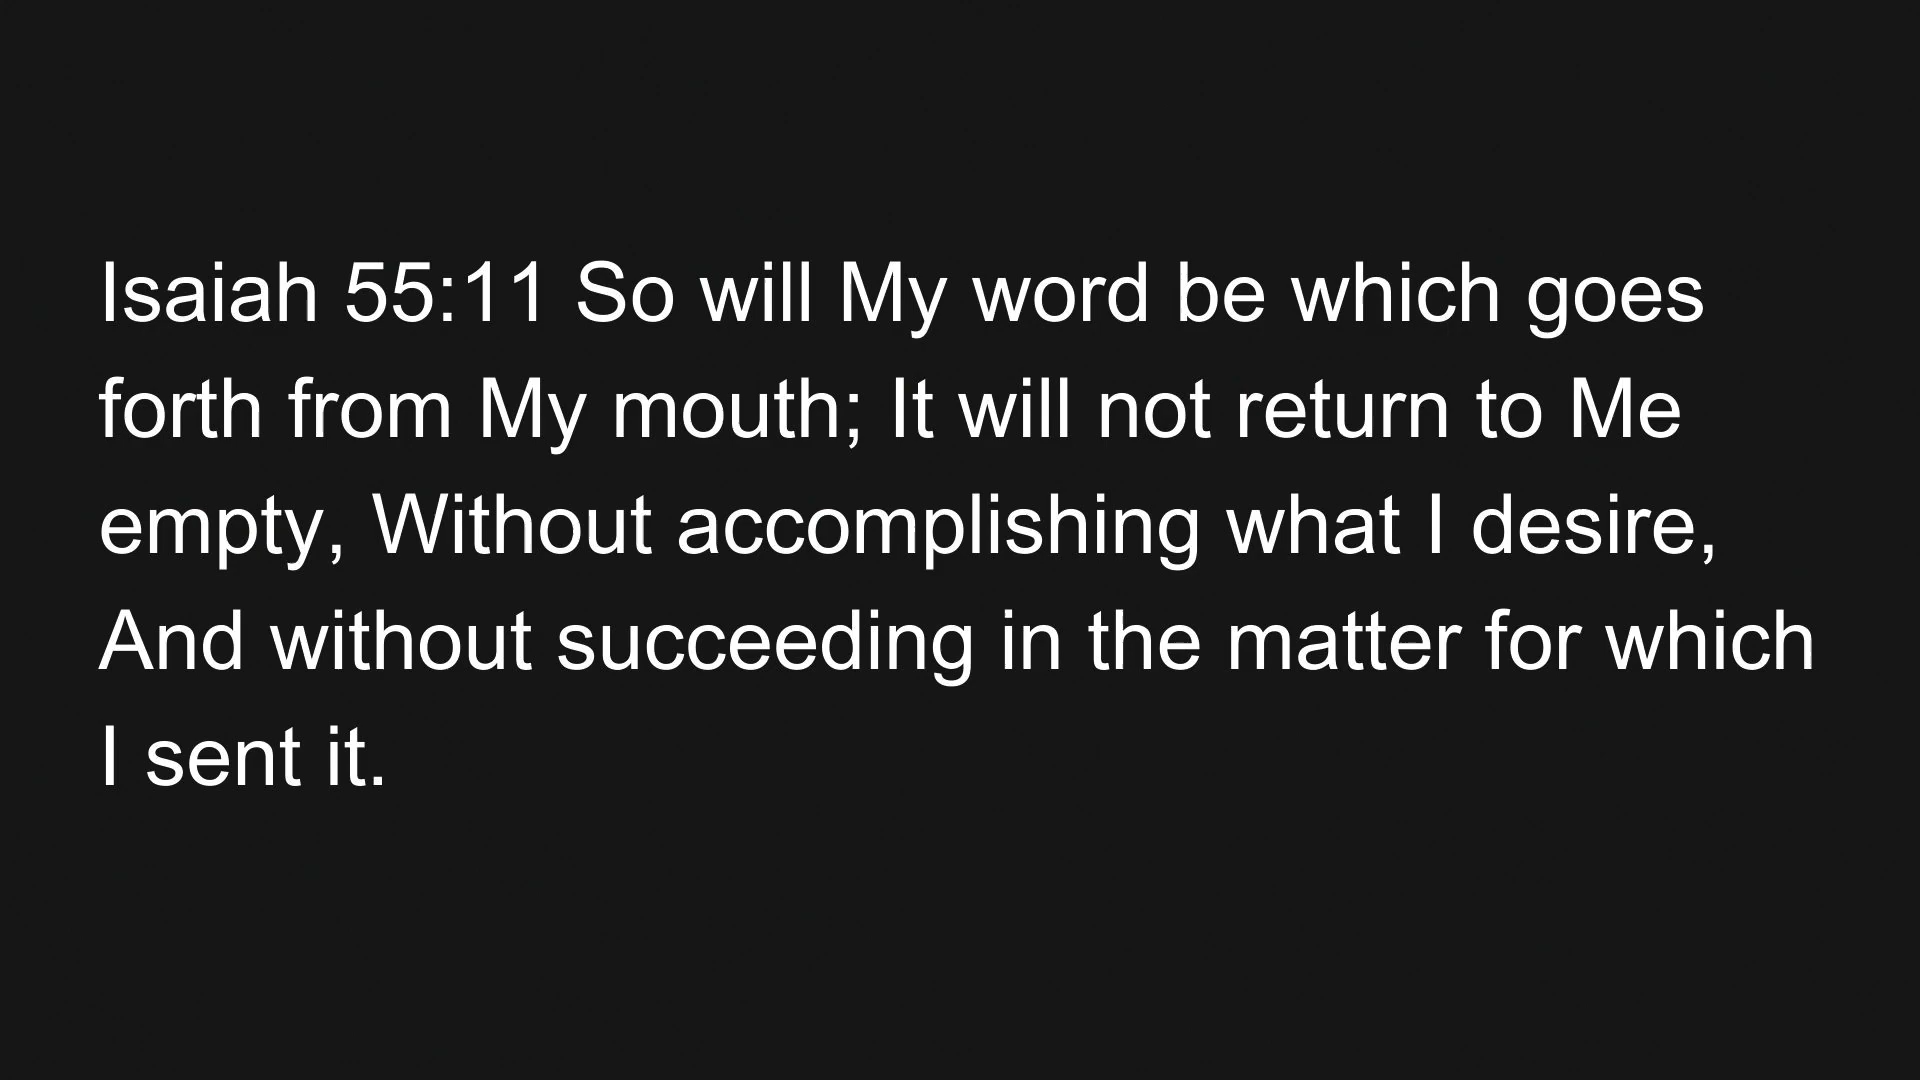 Isaiah 55:11 So will My word be which goes
forth from My mouth; It will not return to Me
empty, Without accomplishing what I desire,
And without succeeding in the matter for which
I sent it.